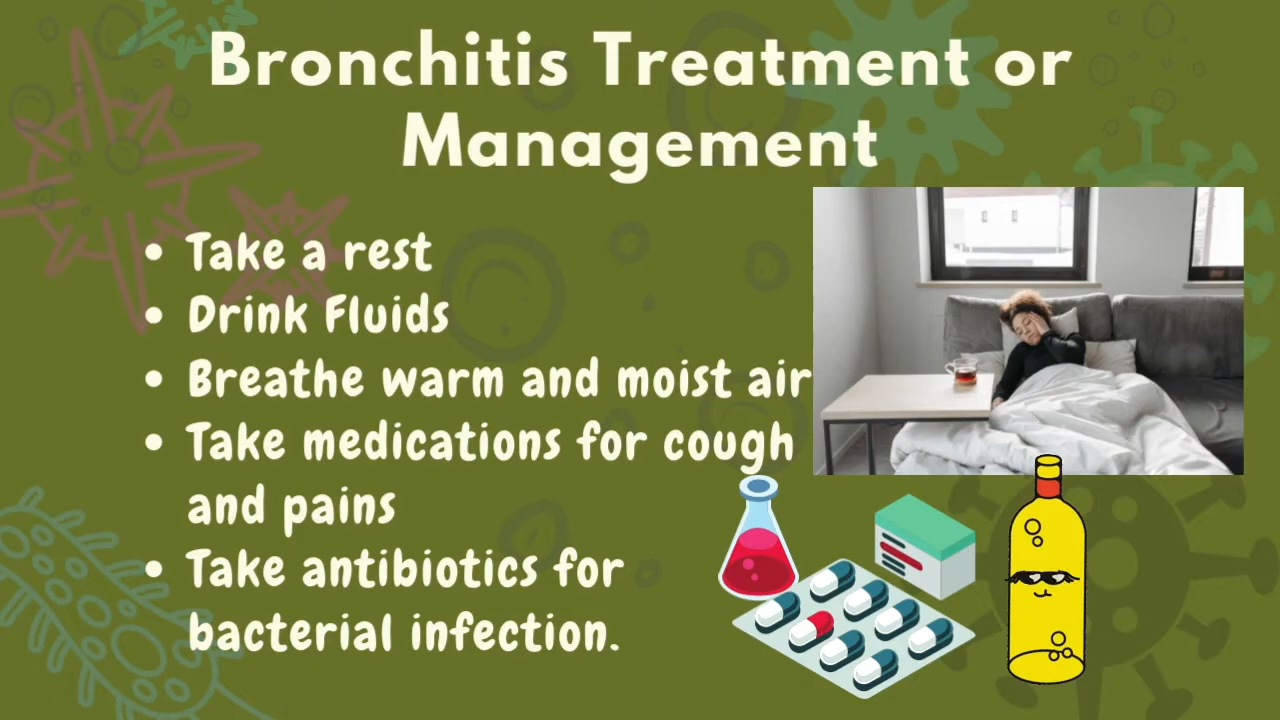 Bronchitis Treatment or
Management
• Take a rest
• Drink Fluids
• Breathe warm and moist air
• Take medications for cough
and pains
• Take antibiotics for
bacterial infection.